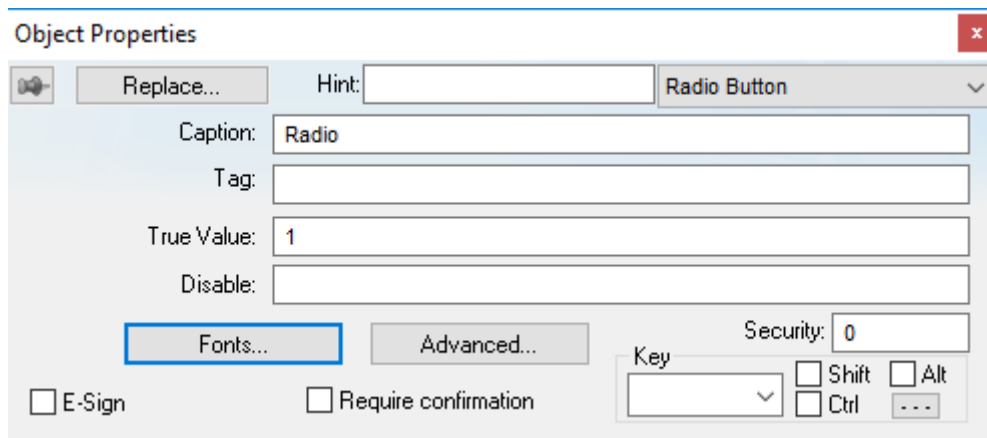 Object Properties x
Replace... Hint: Radio Button
Caption: Radio
Tag:
True Value: 1
Disable:
Fonts... Advanced... Security: 0
Key
Shift Alt
E-Sign Require confirmation Ctrl ...